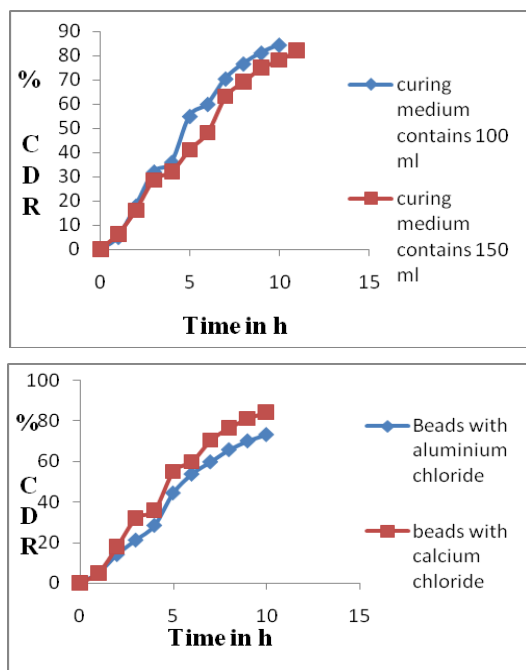 90
80
70
60
50
40
30
20
10
0
%
C
D
R
0
5
10
15
Time in h
curing
medium
contains 100
ml
curing
medium
contains 150
ml
100
80
60
40
20
0
%
C
D
R
0
5
10
15
Time in h
Beads with
aluminium
chloride
beads with
calcium
chloride